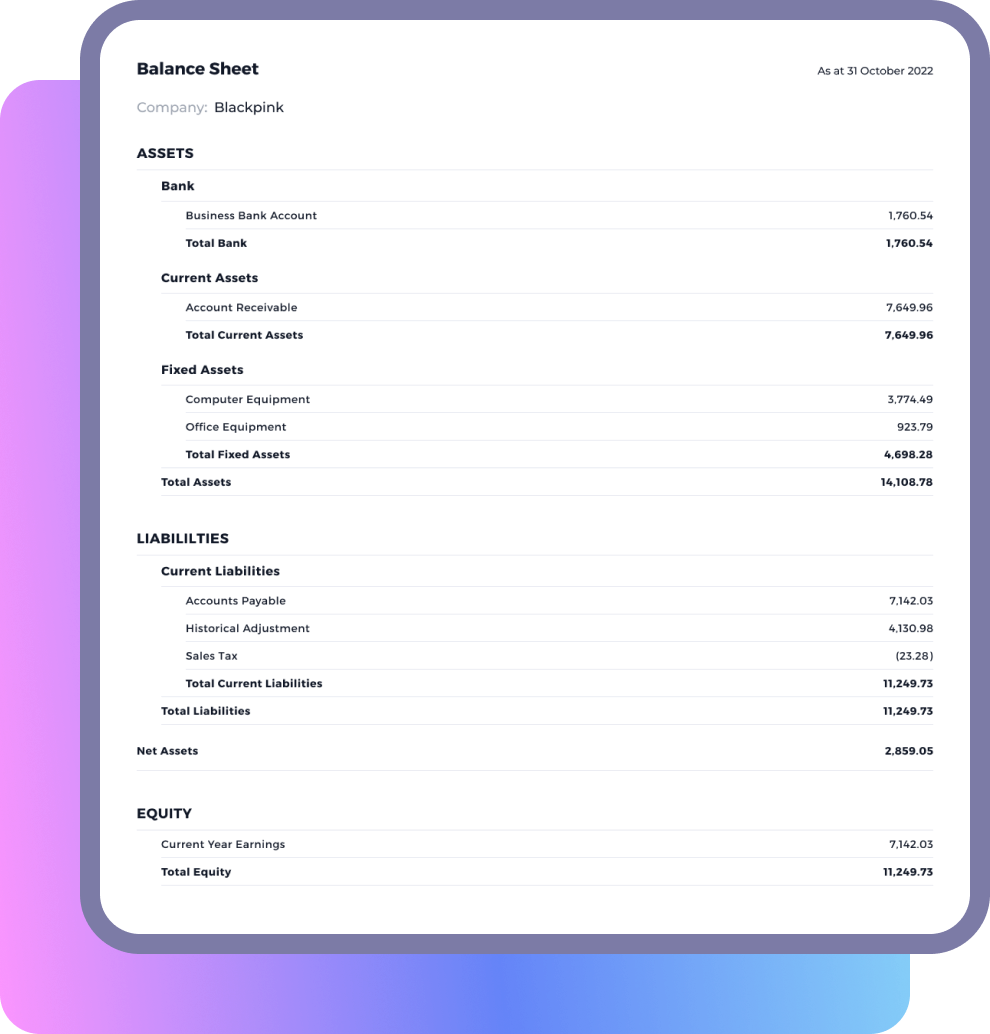 Balance Sheet As at 31 October 2022
Company: Blackpink
ASSETS
Bank
Business Bank Account 1,760.54
Total Bank 1,760.54
Current Assets
Account Receivable 7,649.96
Total Current Assets 7,649.96
Fixed Assets
Computer Equipment 3,774.49
Office Equipment 923.79
Total Fixed Assets 4,698.28
Total Assets 14,108.78
LIABILILTIES
Current Liabilities
Accounts Payable 7,142.03
Historical Adjustment 4,130.98
Sales Tax (23.28)
Total Current Liabilities 11,249.73
Total Liabilities 11,249.73
Net Assets 2,859.05
EQUITY
Current Year Earnings 7,142.03
Total Equity 11,249.73